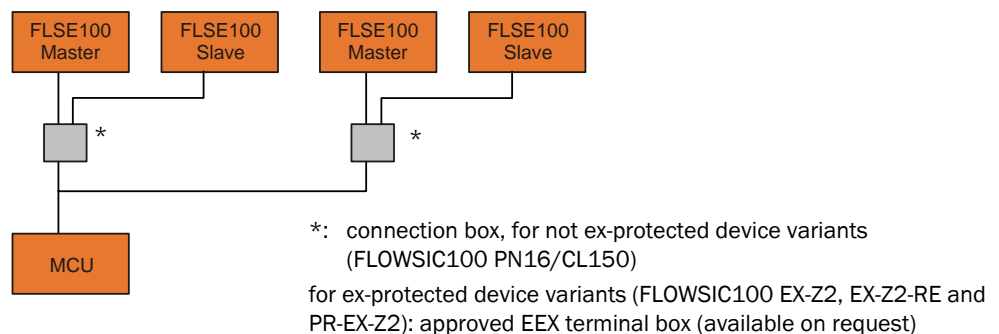 FLSE100
Master
FLSE100
Slave
FLSE100
Master
FLSE100
Slave
*
*
MCU
*: connection box, for not ex-protected device variants
(FLOWSIC100 PN16/CL150)
for ex-protected device variants (FLOWSIC100 EX-Z2, EX-Z2-RE and
PR-EX-Z2): approved EEX terminal box (available on request)